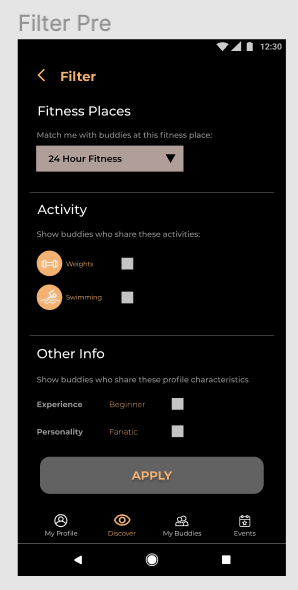 Filter Pre
12:30
Filter
Fitness Places
Match me with buddies at this fitness place:
24 Hour Fitness
Activity
Show buddies who share these activities:
Weights
Swimming
Other Info
Show buddies who share these profile characteristics
Experience Beginner
Personality Fanatic
APPLY
My Profile Discover My Buddies Events